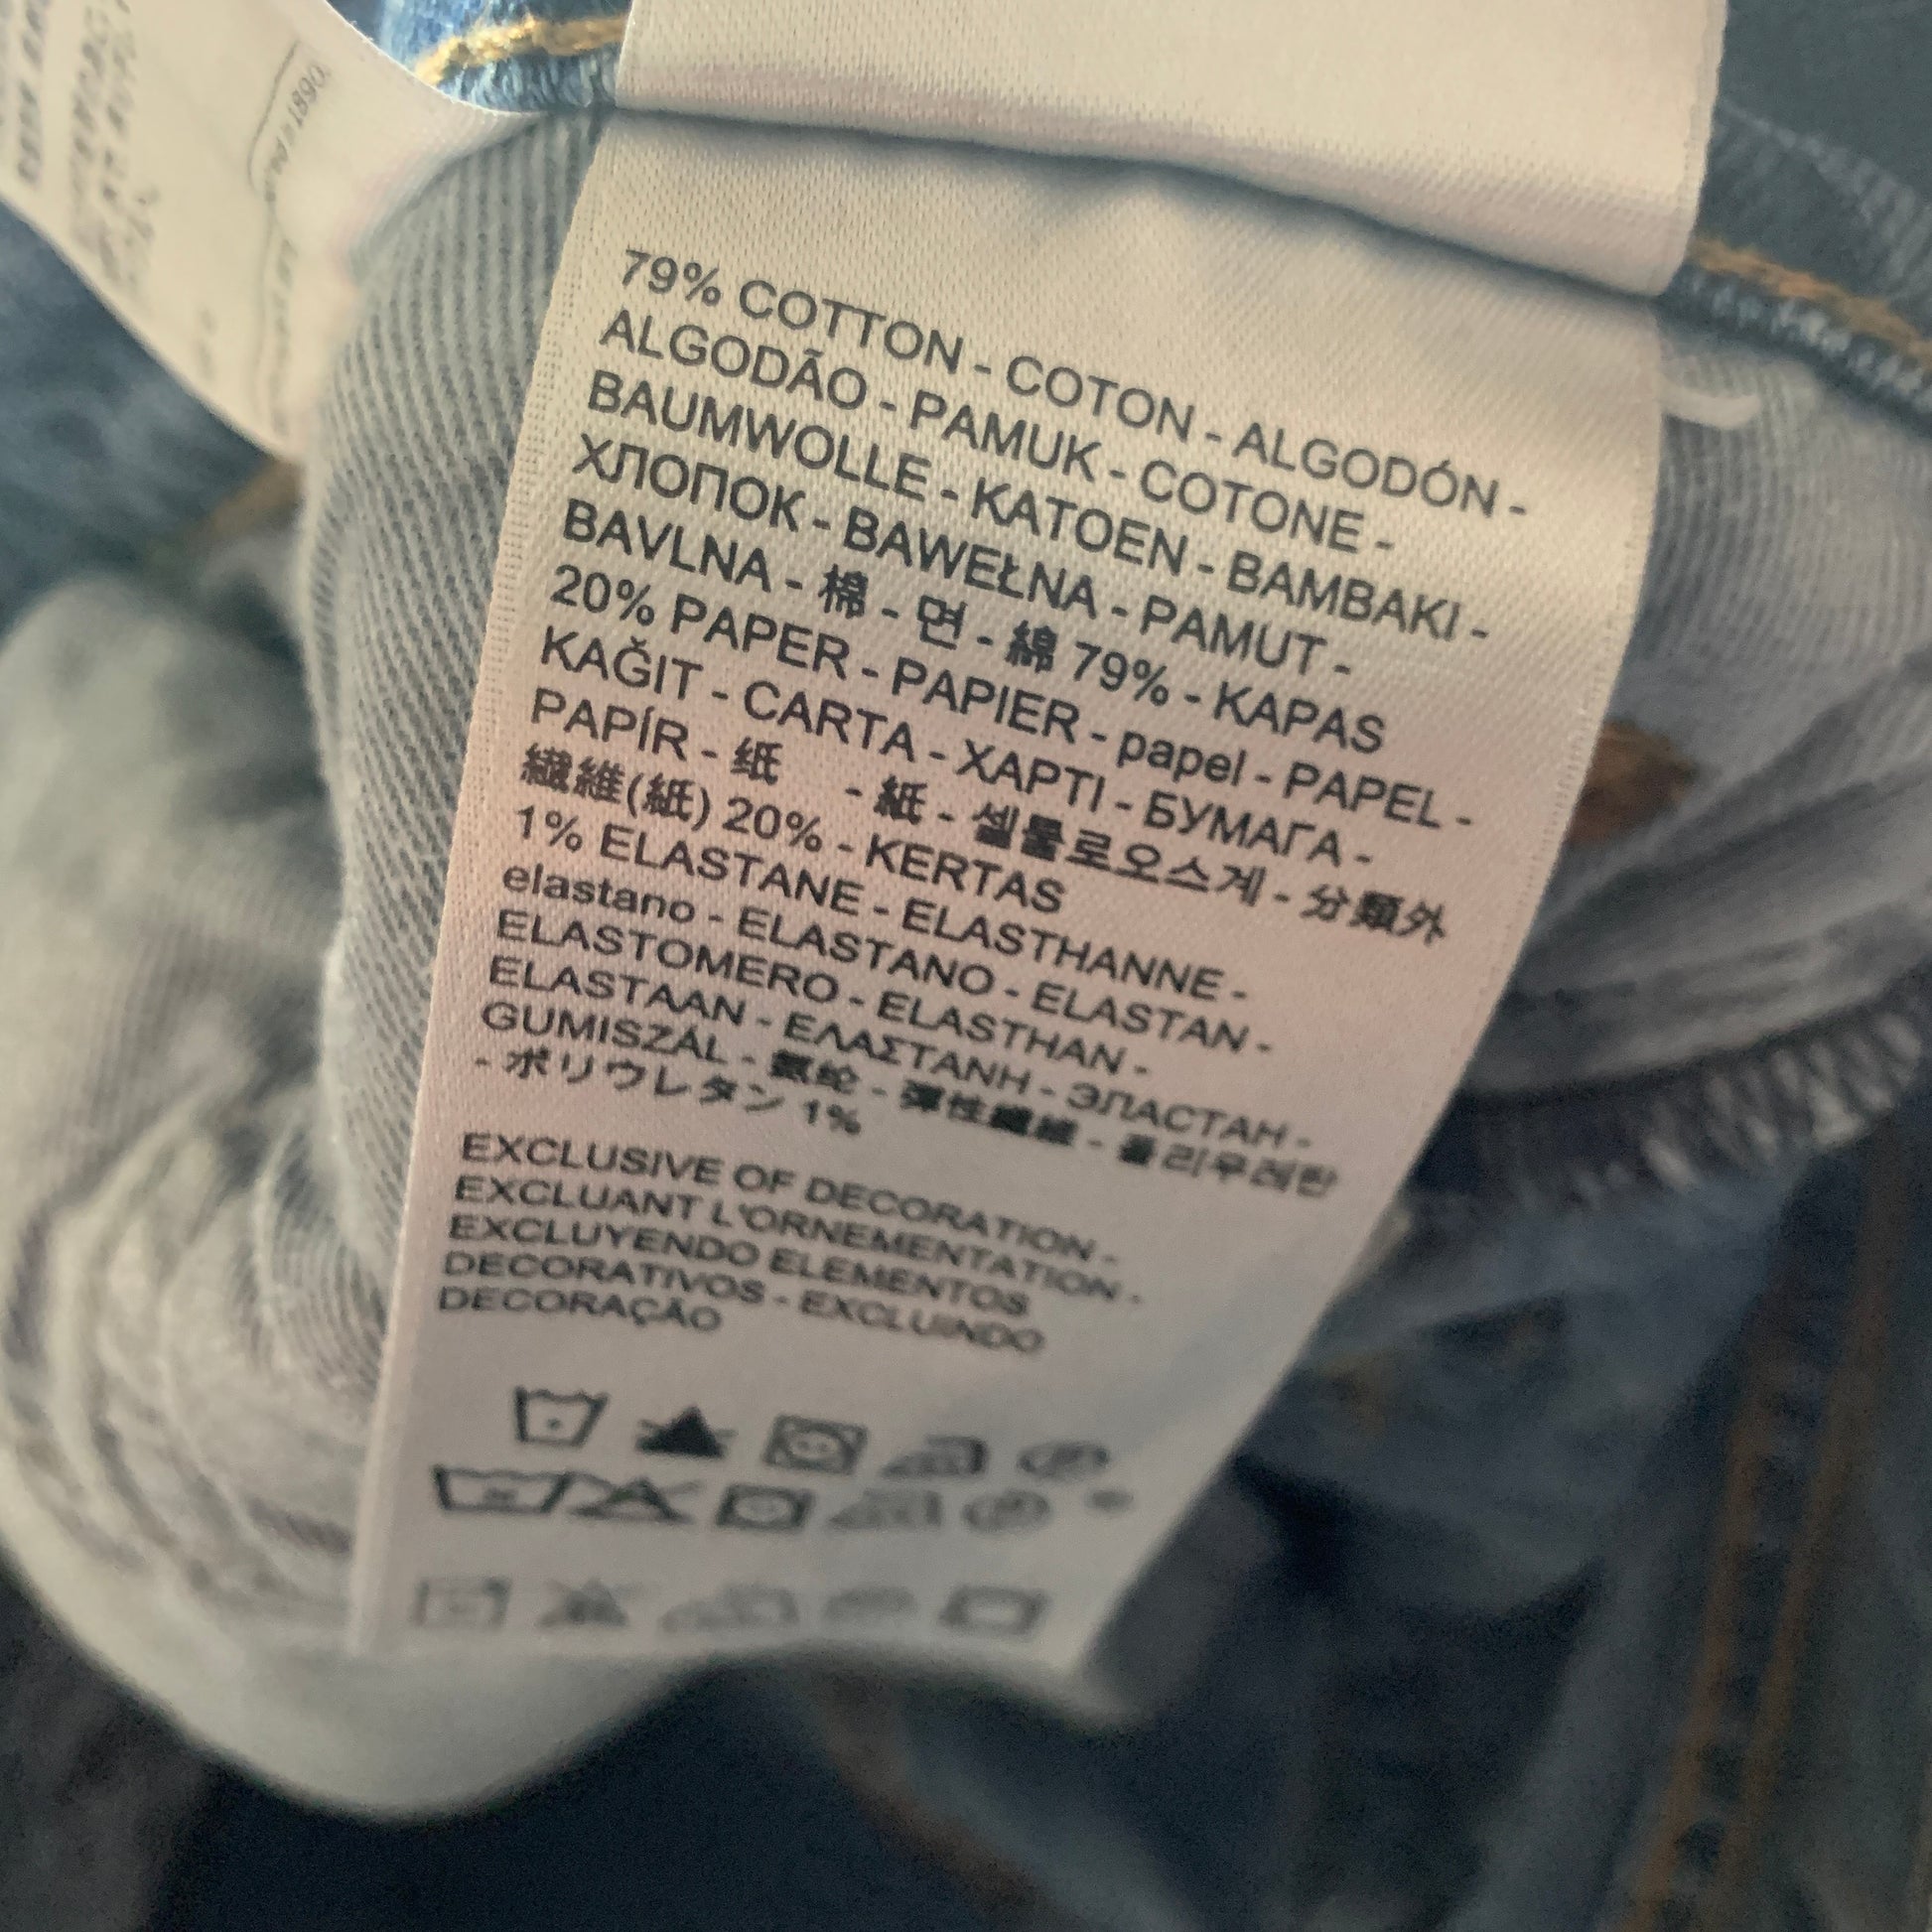 79% COTTON - COTON - ALGODÓN -
ALGODÃO - PAMUK - COTONE -
BAUMWOLLE - KATOEN - BAMBAKI -
ХЛОПОК - BAWEŁNA - PAMUT -
BAVLNA - 棉 - 면 - 綿 79% - KAPAS
20% PAPER - PAPIER - papel - PAPEL -
KAĞIT - CARTA - ΧΑΡΤΙ - БУМАГА -
PAPÍR - 纸 - 紙 - 셀룰로오스계 - 分類外
繊維(紙) 20% - KERTAS
1% ELASTANE - ELASTHANNE -
elastano - ELASTANO - ELASTAN -
ELASTOMERO - ELASTHAN -
ELASTAAN - ΕΛΑΣΤΑΝΗ - ЭЛАСТАН -
GUMISZÁL - 氨纶 - 彈性纖維 - 폴리우레탄
- ポリウレタン 1%
EXCLUSIVE OF DECORATION -
EXCLUANT L'ORNEMENTATION -
EXCLUYENDO ELEMENTOS
DECORATIVOS - EXCLUINDO
DECORAÇÃO